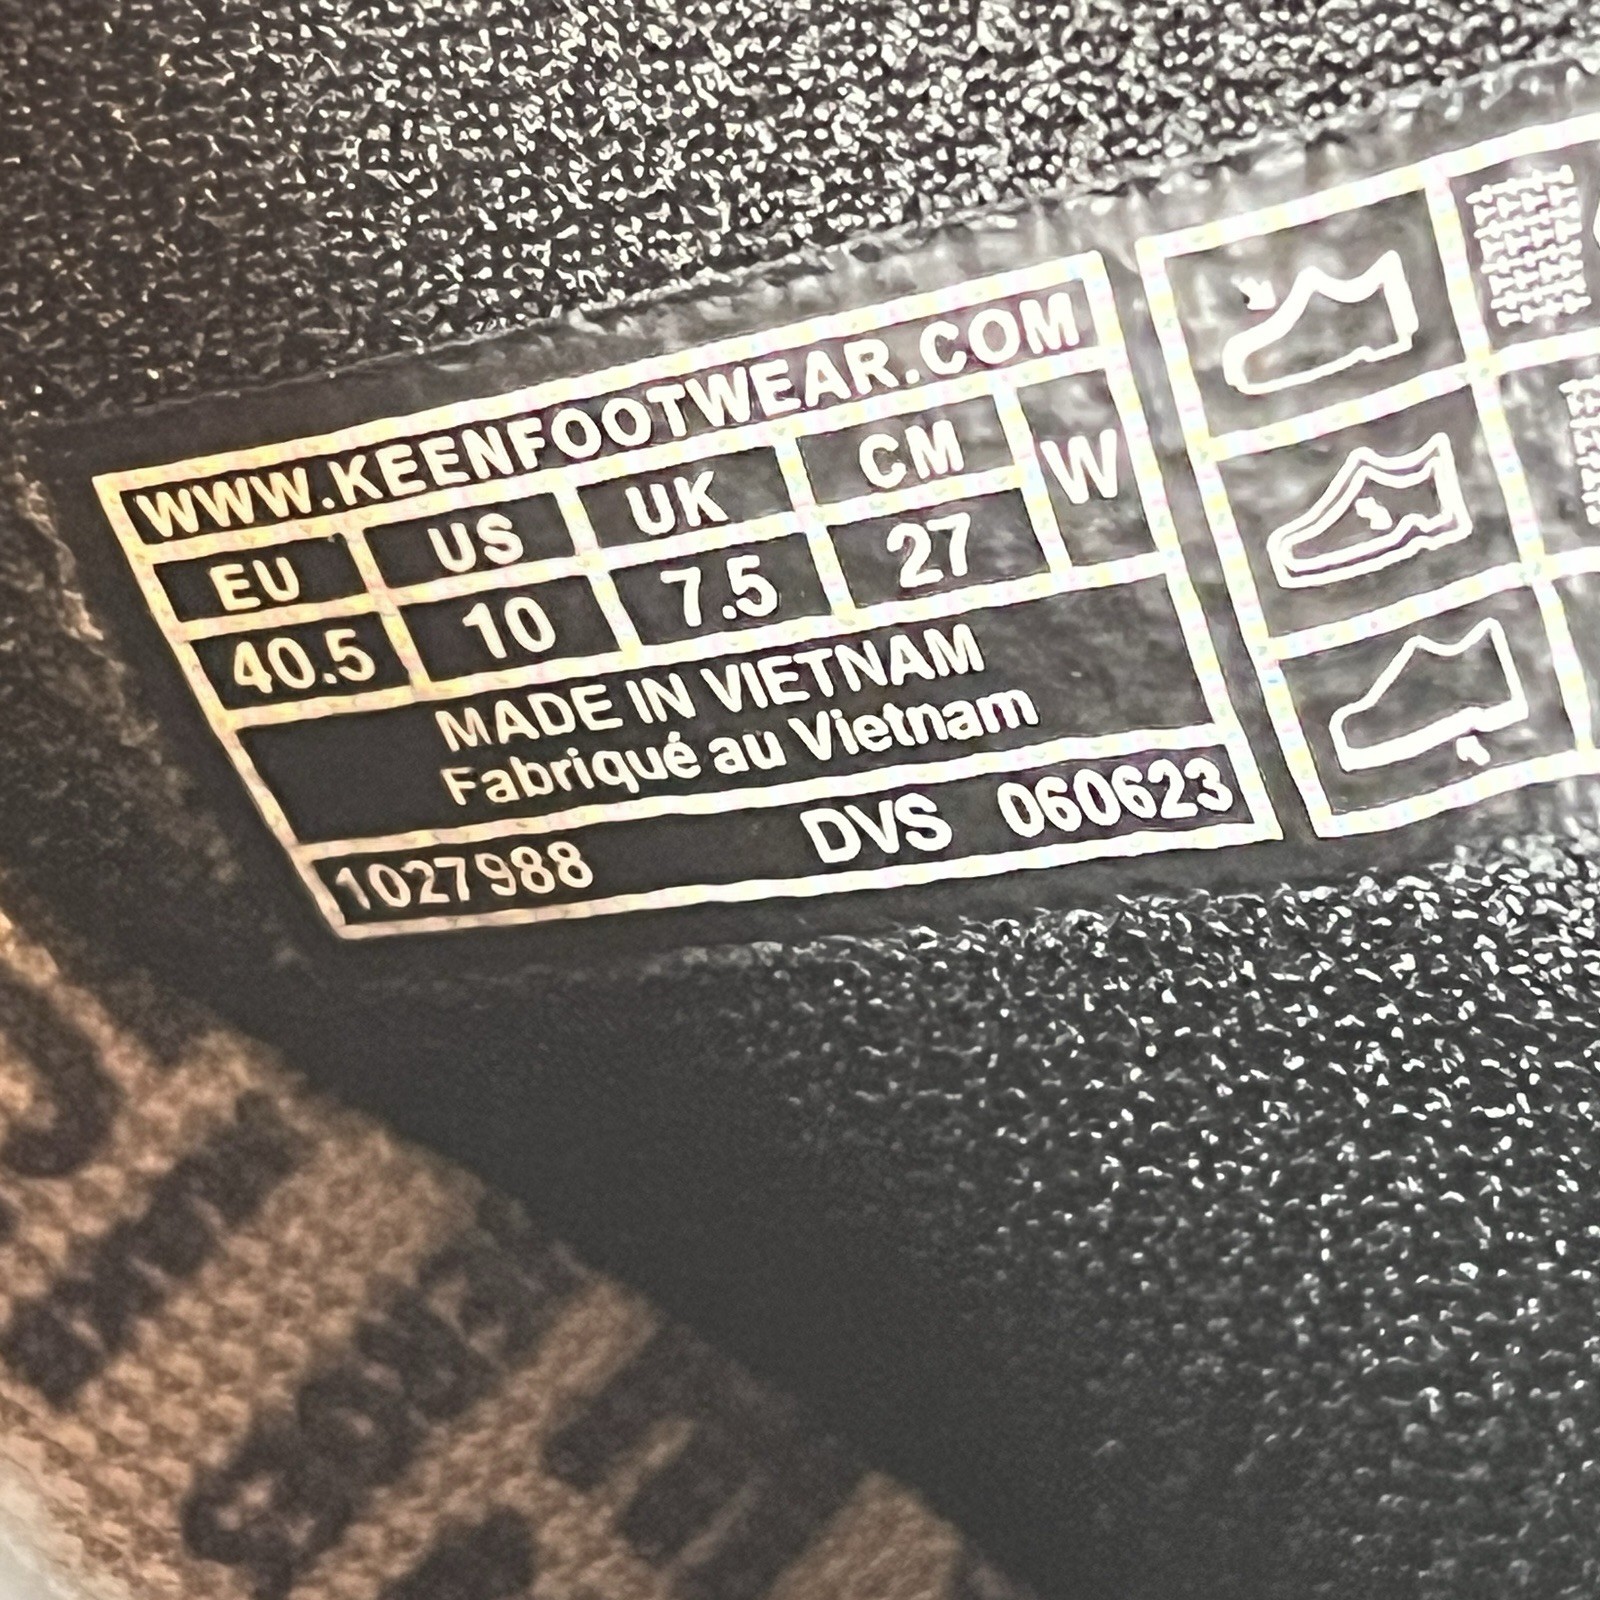 WWW.KEENFOOTWEAR.COM
EU US UK CM W
40.5 10 7.5 27
MADE IN VIETNAM
Fabriqué au Vietnam
1027988 DVS 060623